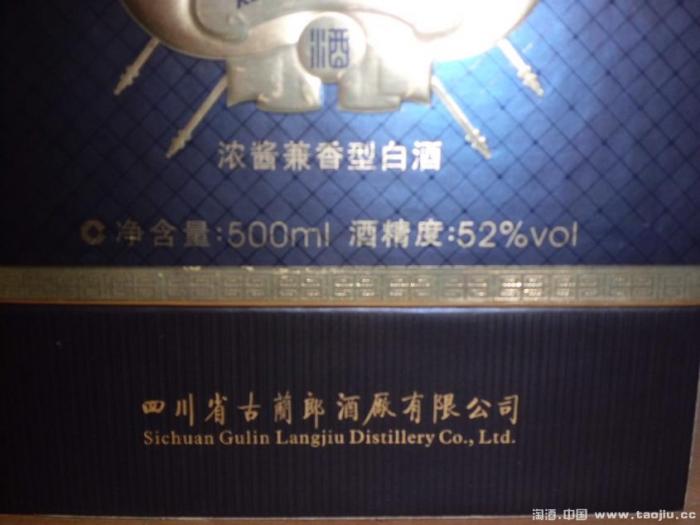 酒
浓酱兼香型白酒
净含量:500ml 酒精度:52%vol
四川省古蔺郎酒厰有限公司
Sichuan Gulin Langjiu Distillery Co., Ltd.
淘酒.中国 www.taojiu.cc